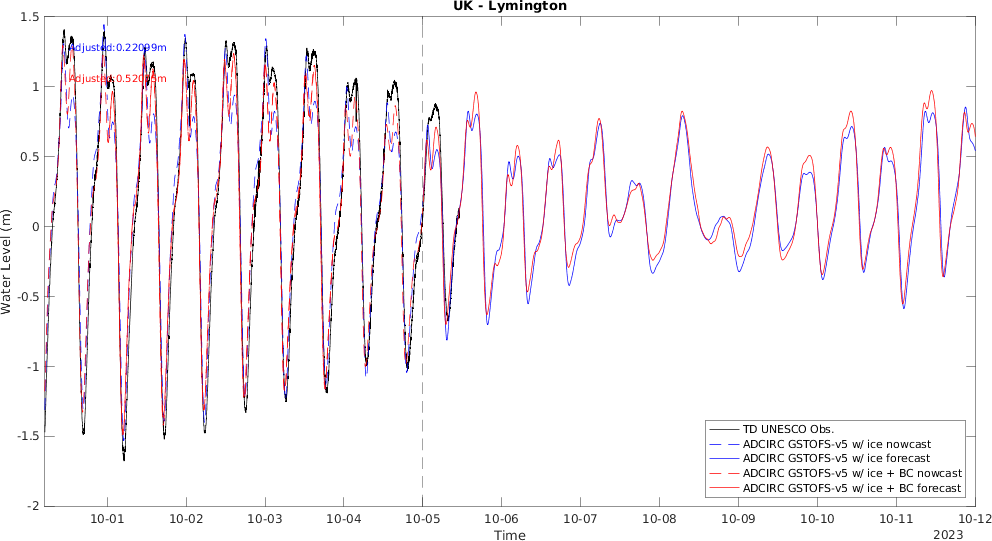 UK - Lymington
Water Level (m)
1.5
1
0.5
0
-0.5
-1
-1.5
-2
Adjusted:0.22099m
10-01
10-02
10-03
10-04
10-05
10-06
10-07
10-08
10-09
10-10
10-11
10-12
Time
2023
TD UNESCO Obs.
ADCIRC GSTOFS-v5 w/ ice nowcast
ADCIRC GSTOFS-v5 w/ ice forecast
ADCIRC GSTOFS-v5 w/ ice + BC nowcast
ADCIRC GSTOFS-v5 w/ ice + BC forecast